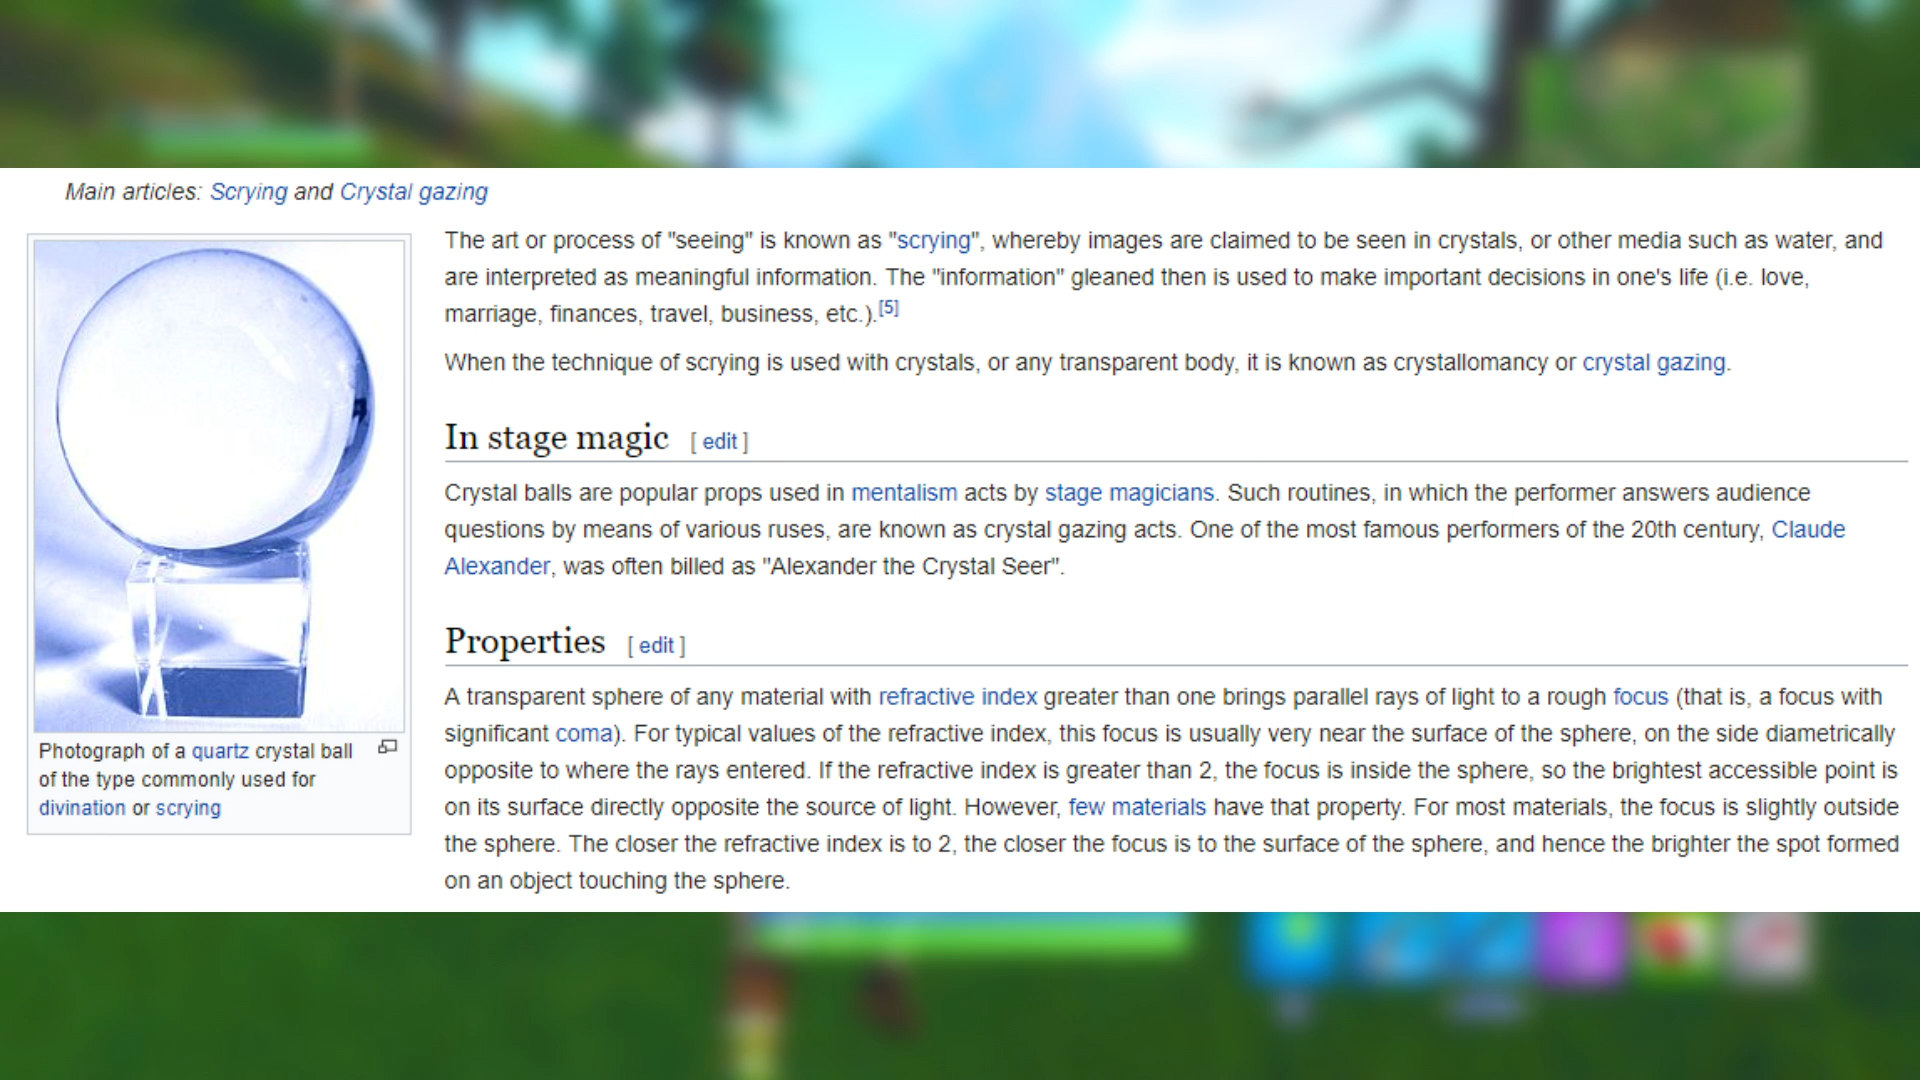 Main articles: Scrying and Crystal gazing
The art or process of "seeing" is known as "scrying", whereby images are claimed to be seen in crystals, or other media such as water, and
are interpreted as meaningful information. The "information" gleaned then is used to make important decisions in one's life (i.e. love,
marriage, finances, travel, business, etc.).[5]
When the technique of scrying is used with crystals, or any transparent body, it is known as crystallomancy or crystal gazing.
In stage magic [ edit ]
Crystal balls are popular props used in mentalism acts by stage magicians. Such routines, in which the performer answers audience
questions by means of various ruses, are known as crystal gazing acts. One of the most famous performers of the 20th century, Claude
Alexander, was often billed as "Alexander the Crystal Seer".
Properties [ edit ]
A transparent sphere of any material with refractive index greater than one brings parallel rays of light to a rough focus (that is, a focus with
significant coma). For typical values of the refractive index, this focus is usually very near the surface of the sphere, on the side diametrically
opposite to where the rays entered. If the refractive index is greater than 2, the focus is inside the sphere, so the brightest accessible point is
on its surface directly opposite the source of light. However, few materials have that property. For most materials, the focus is slightly outside
the sphere. The closer the refractive index is to 2, the closer the focus is to the surface of the sphere, and hence the brighter the spot formed
on an object touching the sphere.
Photograph of a quartz crystal ball
of the type commonly used for
divination or scrying